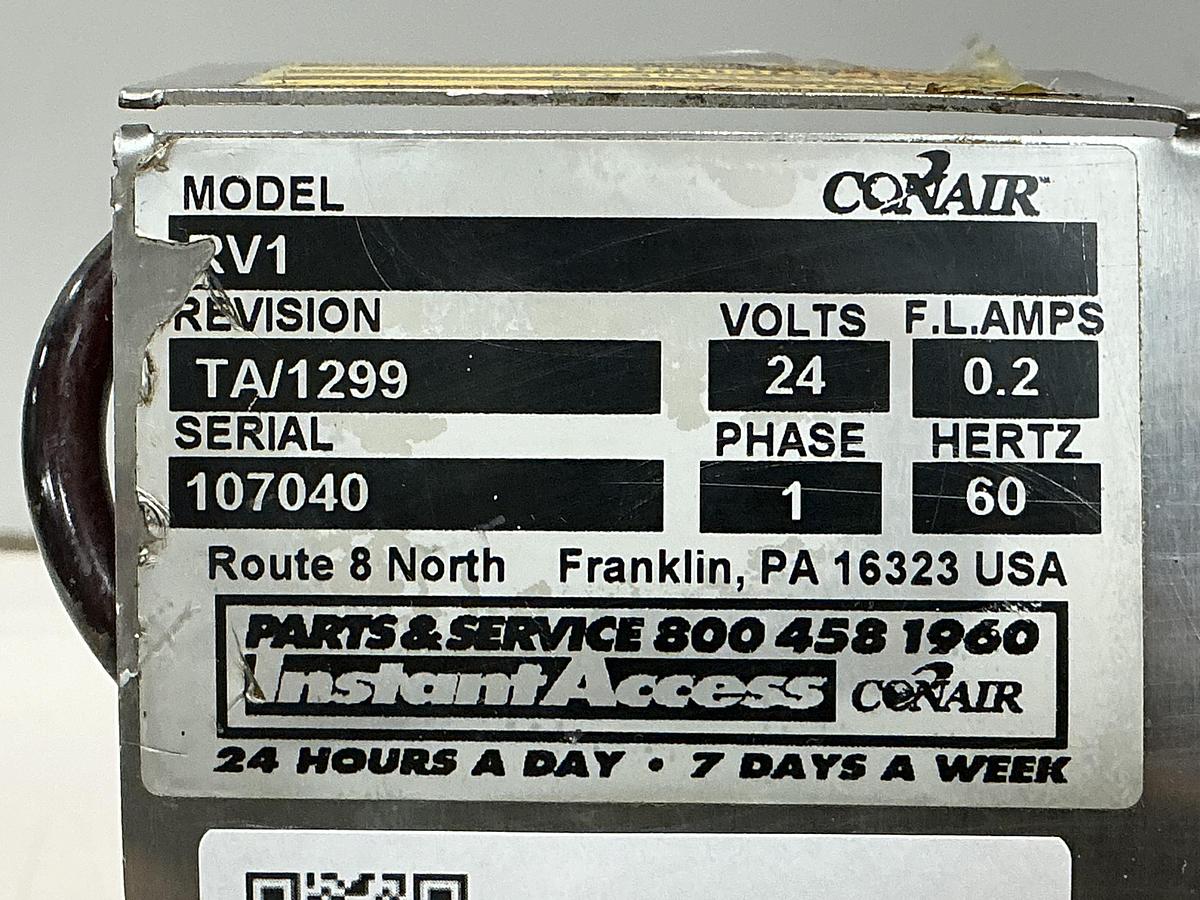 MODEL CONAIR™
RV1
REVISION VOLTS F.L.AMPS
TA/1299 24 0.2
SERIAL PHASE HERTZ
107040 1 60
Route 8 North Franklin, PA 16323 USA
PARTS & SERVICE 800 458 1960
Instant Access CONAIR
24 HOURS A DAY • 7 DAYS A WEEK